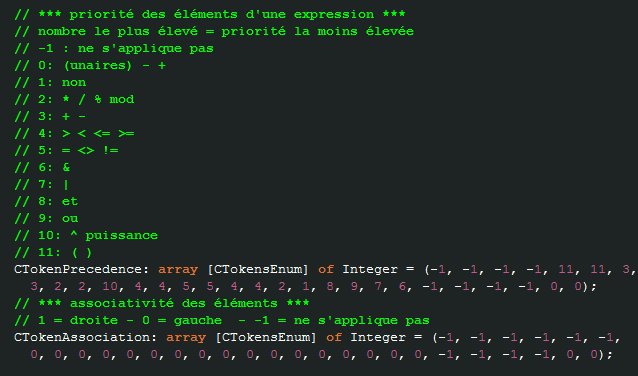 // *** priorité des éléments d'une expression ***
// nombre le plus élevé = priorité la moins élevée
// -1 : ne s'applique pas
// 0: (unaires) - +
// 1: non
// 2: * / % mod
// 3: + -
// 4: > < <= >=
// 5: = <> !=
// 6: &
// 7: |
// 8: et
// 9: ou
// 10: ^ puissance
// 11: ( )
CTokenPrecedence: array [CTokensEnum] of Integer = (-1, -1, -1, -1, 11, 11, 3,
3, 2, 2, 10, 4, 4, 5, 5, 4, 4, 2, 1, 8, 9, 7, 6, -1, -1, -1, -1, 0, 0);
// *** associativité des éléments ***
// 1 = droite - 0 = gauche  - -1 = ne s'applique pas
CTokenAssociation: array [CTokensEnum] of Integer = (-1, -1, -1, -1, -1, -1,
0, 0, 0, 0, 0, 0, 0, 0, 0, 0, 0, 0, 0, 0, 0, 0, 0, -1, -1, -1, -1, 0, 0);